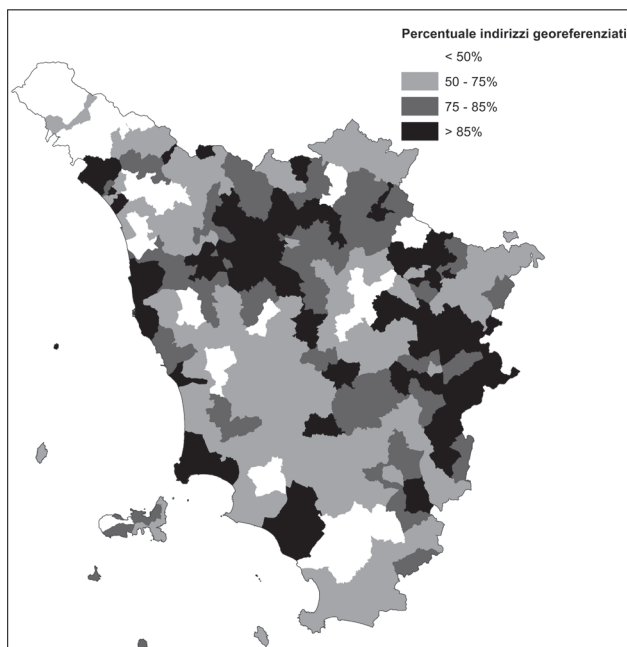 Percentuale indirizzi georeferenziati
< 50%
50 - 75%
75 - 85%
> 85%